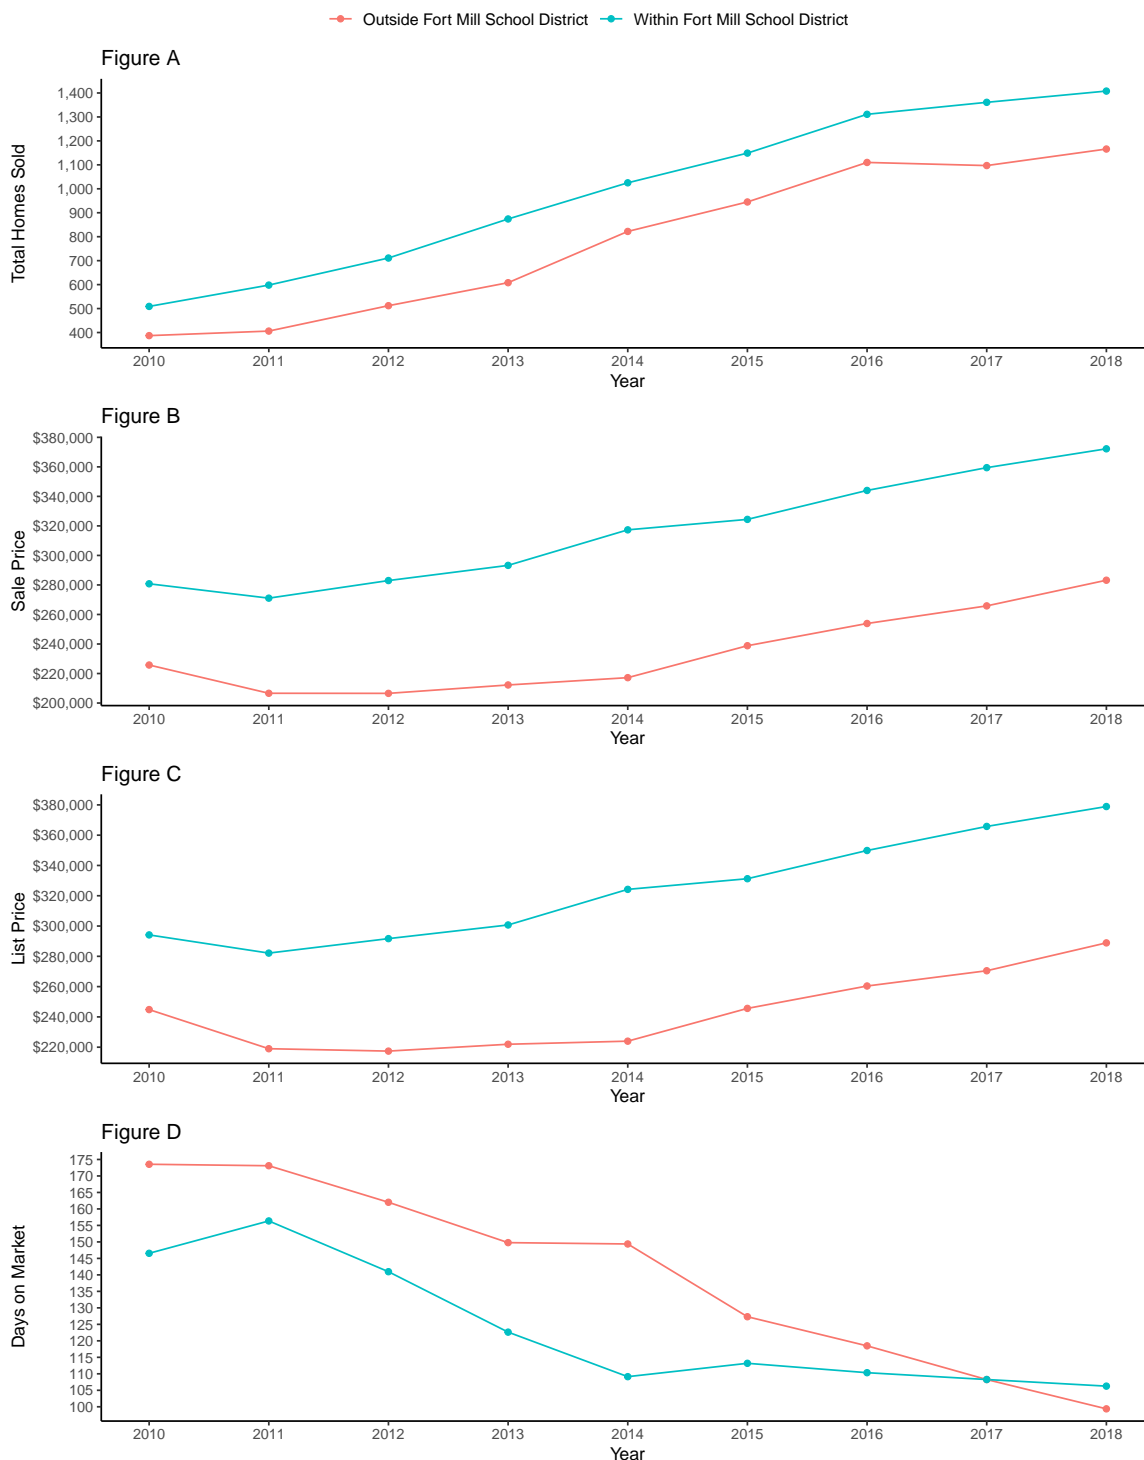 Outside Fort Mill School District Within Fort Mill School District
Figure A
Total Homes Sold
1,400
1,300
1,200
1,100
1,000
900
800
700
600
500
400
2010 2011 2012 2013 2014 2015 2016 2017 2018
Year
Figure B
Sale Price
$380,000
$360,000
$340,000
$320,000
$300,000
$280,000
$260,000
$240,000
$220,000
$200,000
2010 2011 2012 2013 2014 2015 2016 2017 2018
Year
Figure C
List Price
$380,000
$360,000
$340,000
$320,000
$300,000
$280,000
$260,000
$240,000
$220,000
2010 2011 2012 2013 2014 2015 2016 2017 2018
Year
Figure D
Days on Market
175
170
165
160
155
150
145
140
135
130
125
120
115
110
105
100
2010 2011 2012 2013 2014 2015 2016 2017 2018
Year